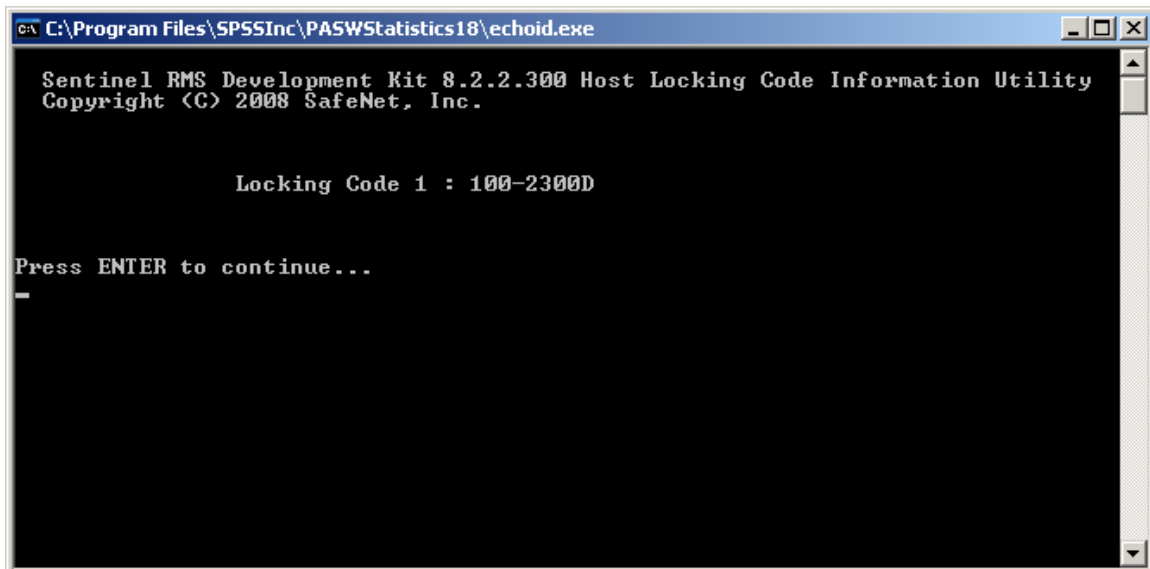 C:\Program Files\SPSSInc\PASWStatistics18\echoid.exe
Sentinel RMS Development Kit 8.2.2.300 Host Locking Code Information Utility
Copyright (C) 2008 SafeNet, Inc.
Locking Code 1 : 100-2300D
Press ENTER to continue...